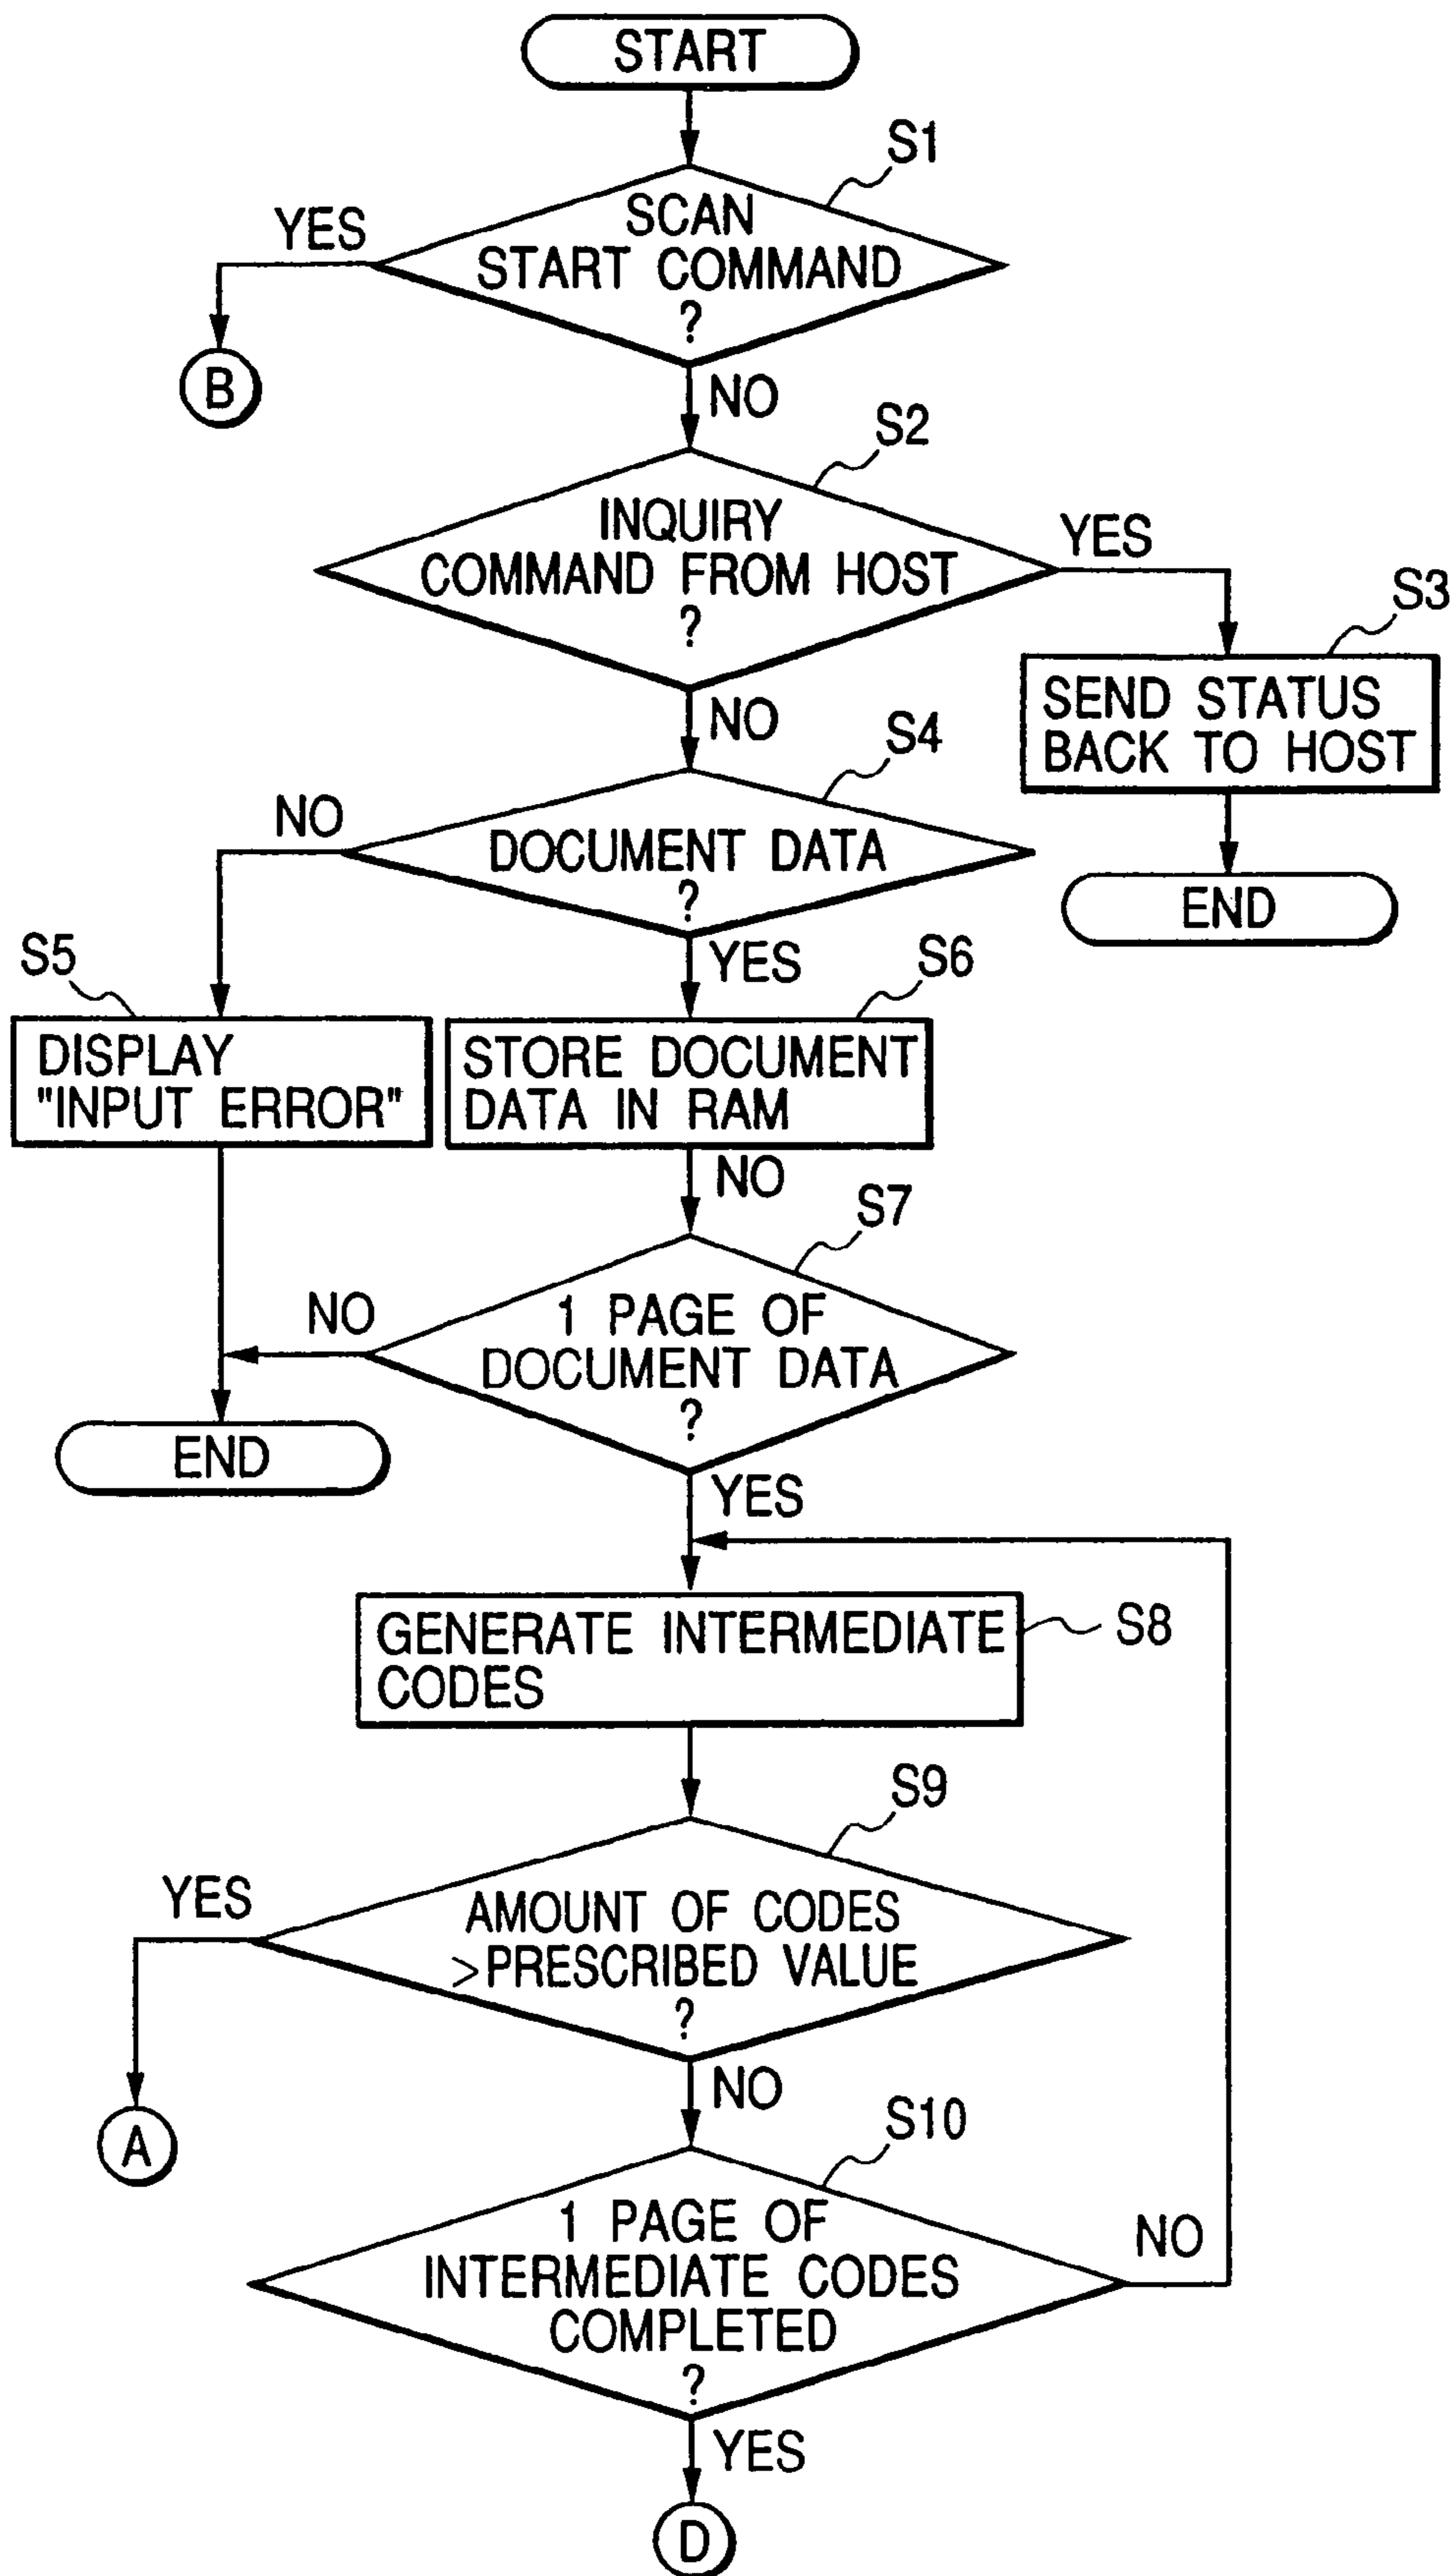 START
S1
YES
SCAN
START COMMAND
?
B
NO
S2
INQUIRY
COMMAND FROM HOST
?
YES
S3
SEND STATUS
BACK TO HOST
NO
S4
NO
DOCUMENT DATA
?
END
S5
YES
S6
DISPLAY
"INPUT ERROR"
STORE DOCUMENT
DATA IN RAM
NO
S7
NO
1 PAGE OF
DOCUMENT DATA
?
END
YES
GENERATE INTERMEDIATE
CODES
S8
S9
YES
AMOUNT OF CODES
>PRESCRIBED VALUE
?
NO
A
S10
1 PAGE OF
INTERMEDIATE CODES
COMPLETED
?
NO
YES
D